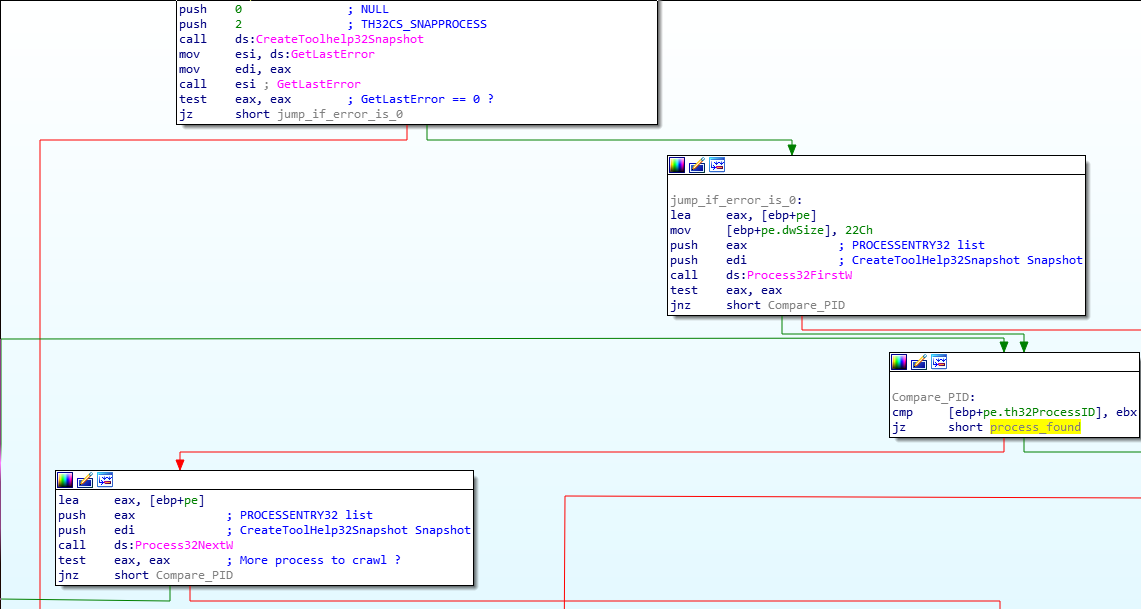 push 0 ; NULL
push 2 ; TH32CS_SNAPPROCESS
call ds:CreateToolhelp32Snapshot
mov esi, ds:GetLastError
mov edi, eax
call esi ; GetLastError
test eax, eax ; GetLastError == 0 ?
jz short jump_if_error_is_0
jump_if_error_is_0:
lea eax, [ebp+pe]
mov [ebp+pe.dwSize], 22Ch
push eax ; PROCESSENTRY32 list
push edi ; CreateToolHelp32Snapshot Snapshot
call ds:Process32FirstW
test eax, eax
jnz short Compare_PID
Compare_PID:
cmp [ebp+pe.th32ProcessID], ebx
jz short process_found
lea eax, [ebp+pe]
push eax ; PROCESSENTRY32 list
push edi ; CreateToolHelp32Snapshot Snapshot
call ds:Process32NextW
test eax, eax ; More process to crawl ?
jnz short Compare_PID